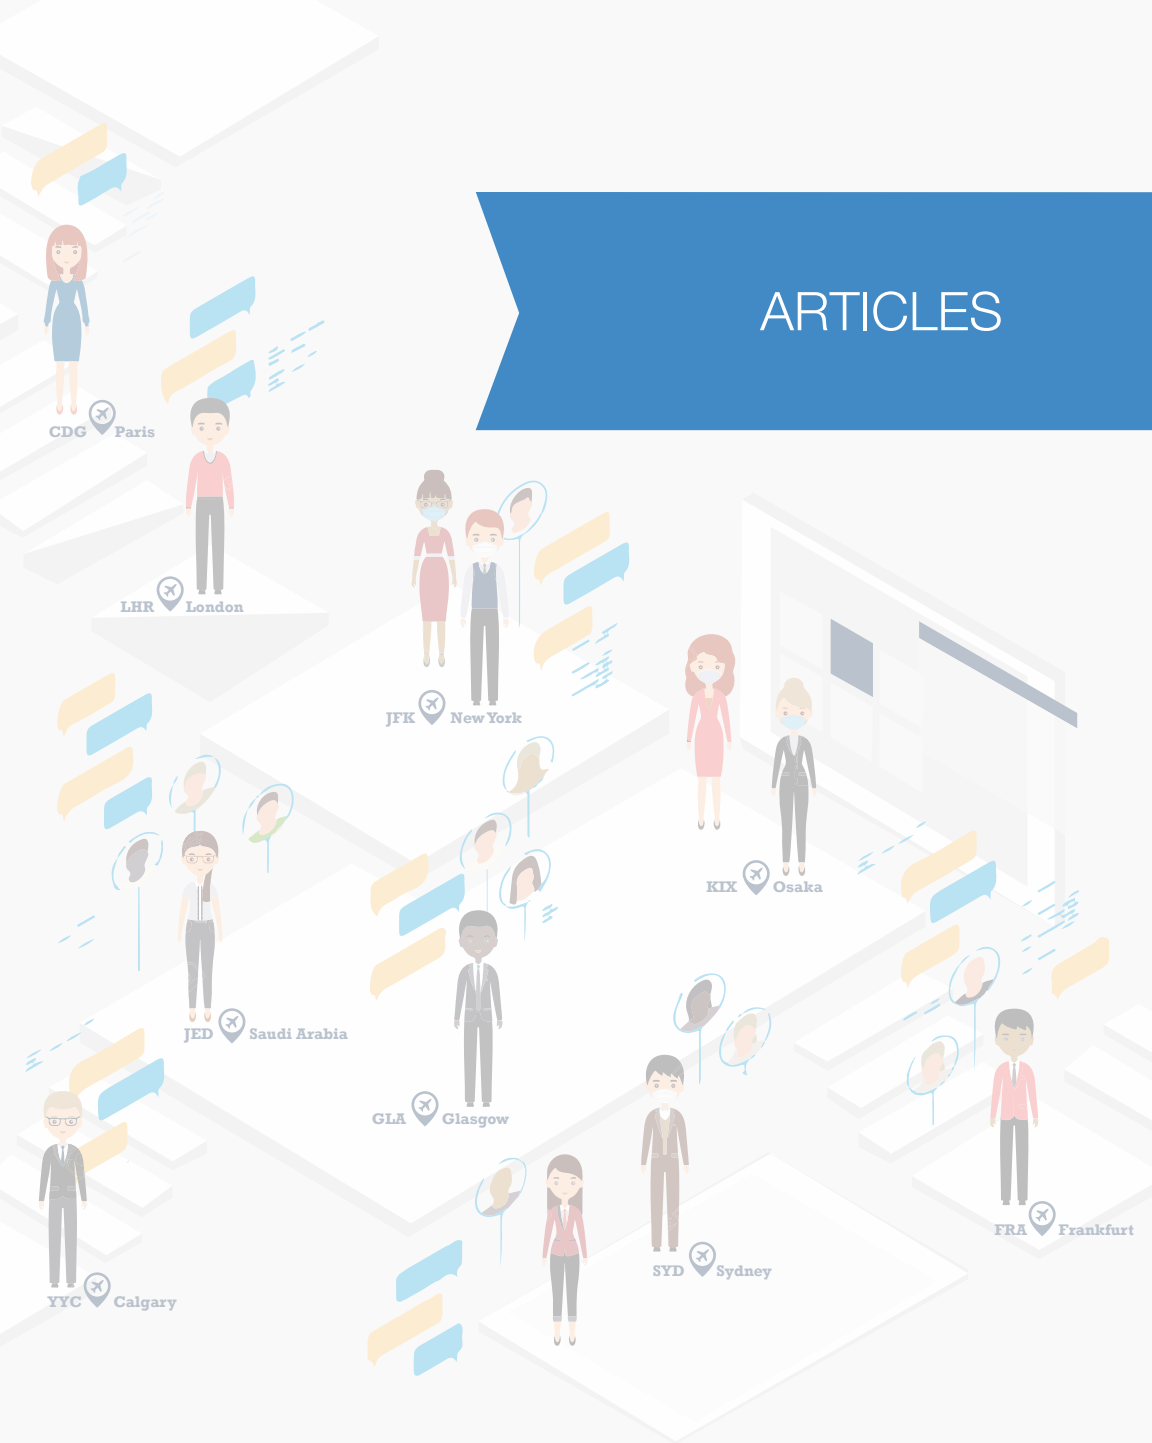 ARTICLES
CDG Paris
LHR London
JFK New York
KIX Osaka
JED Saudi Arabia
GLA Glasgow
FRA Frankfurt
SYD Sydney
YYC Calgary